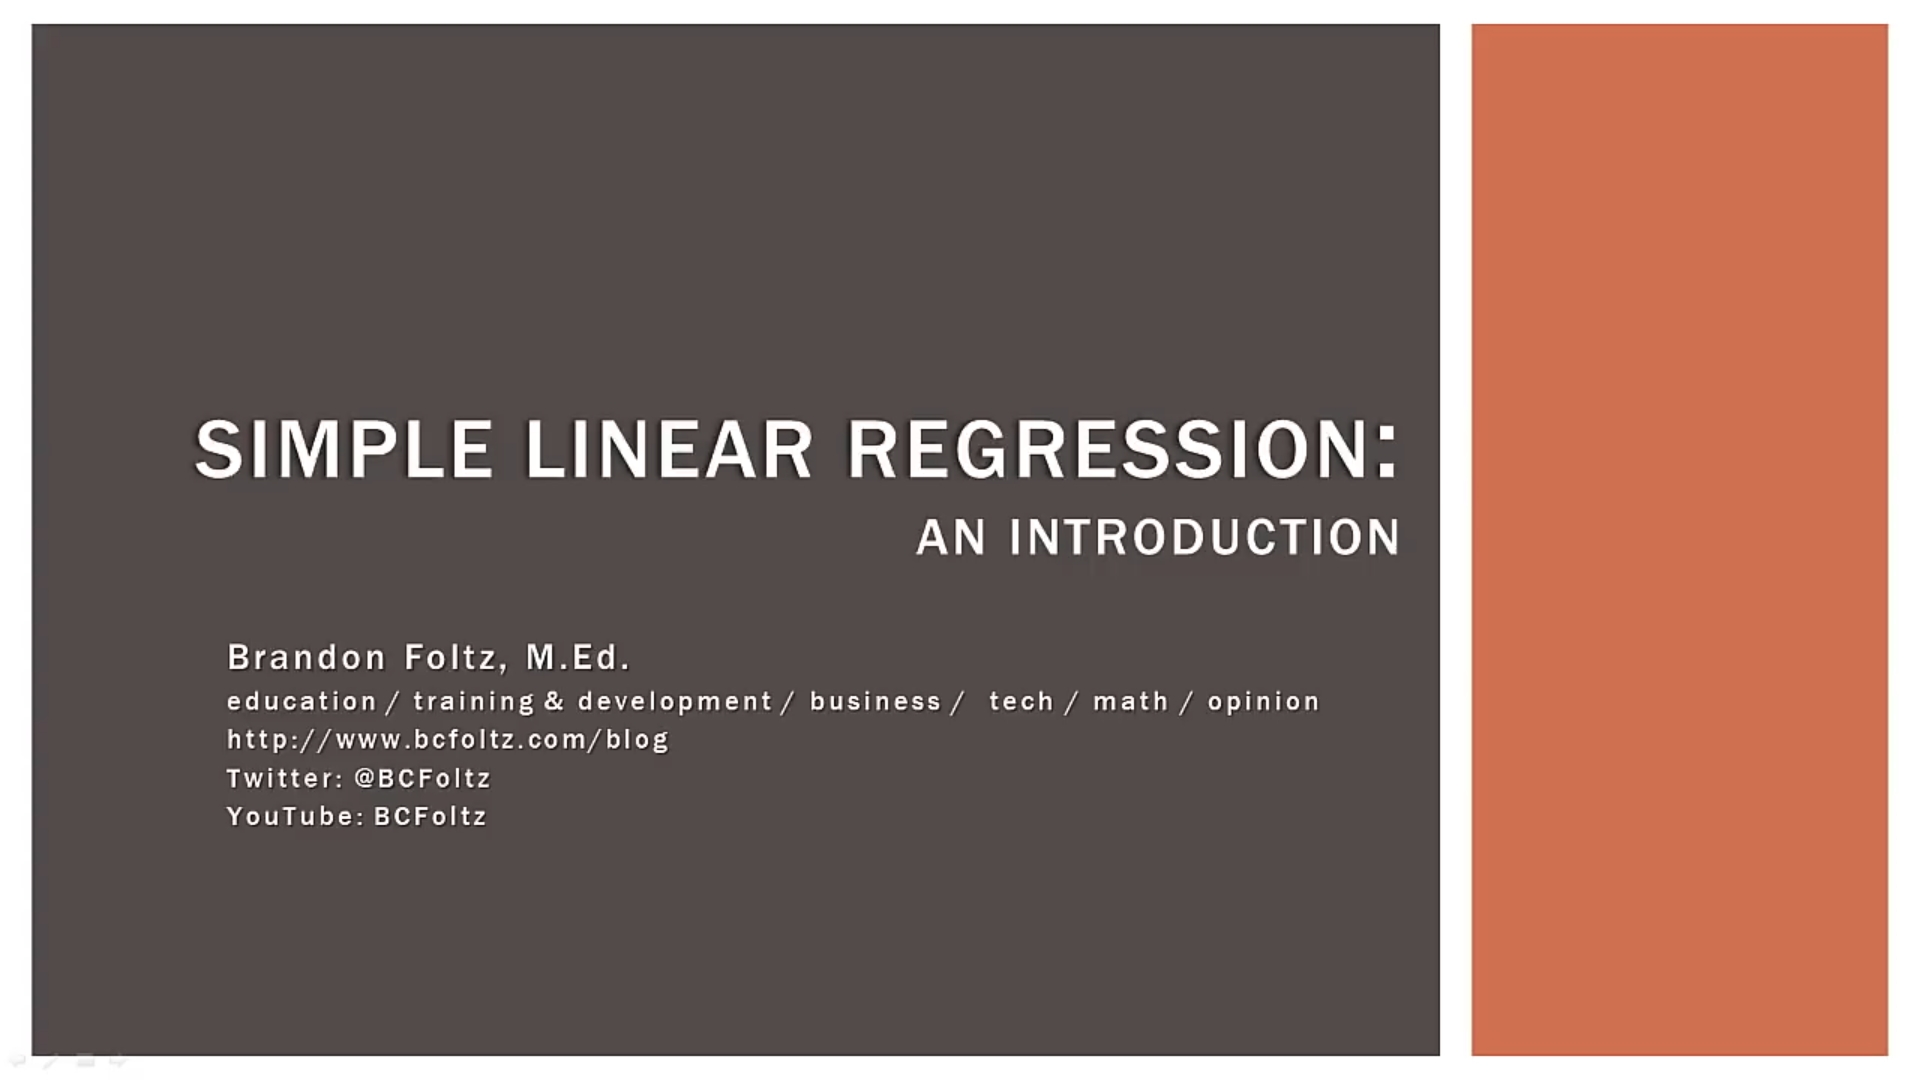 SIMPLE LINEAR REGRESSION:
AN INTRODUCTION
Brandon Foltz, M.Ed.
education / training & development / business / tech / math / opinion
http://www.bcfoltz.com/blog
Twitter: @BCFoltz
YouTube: BCFoltz